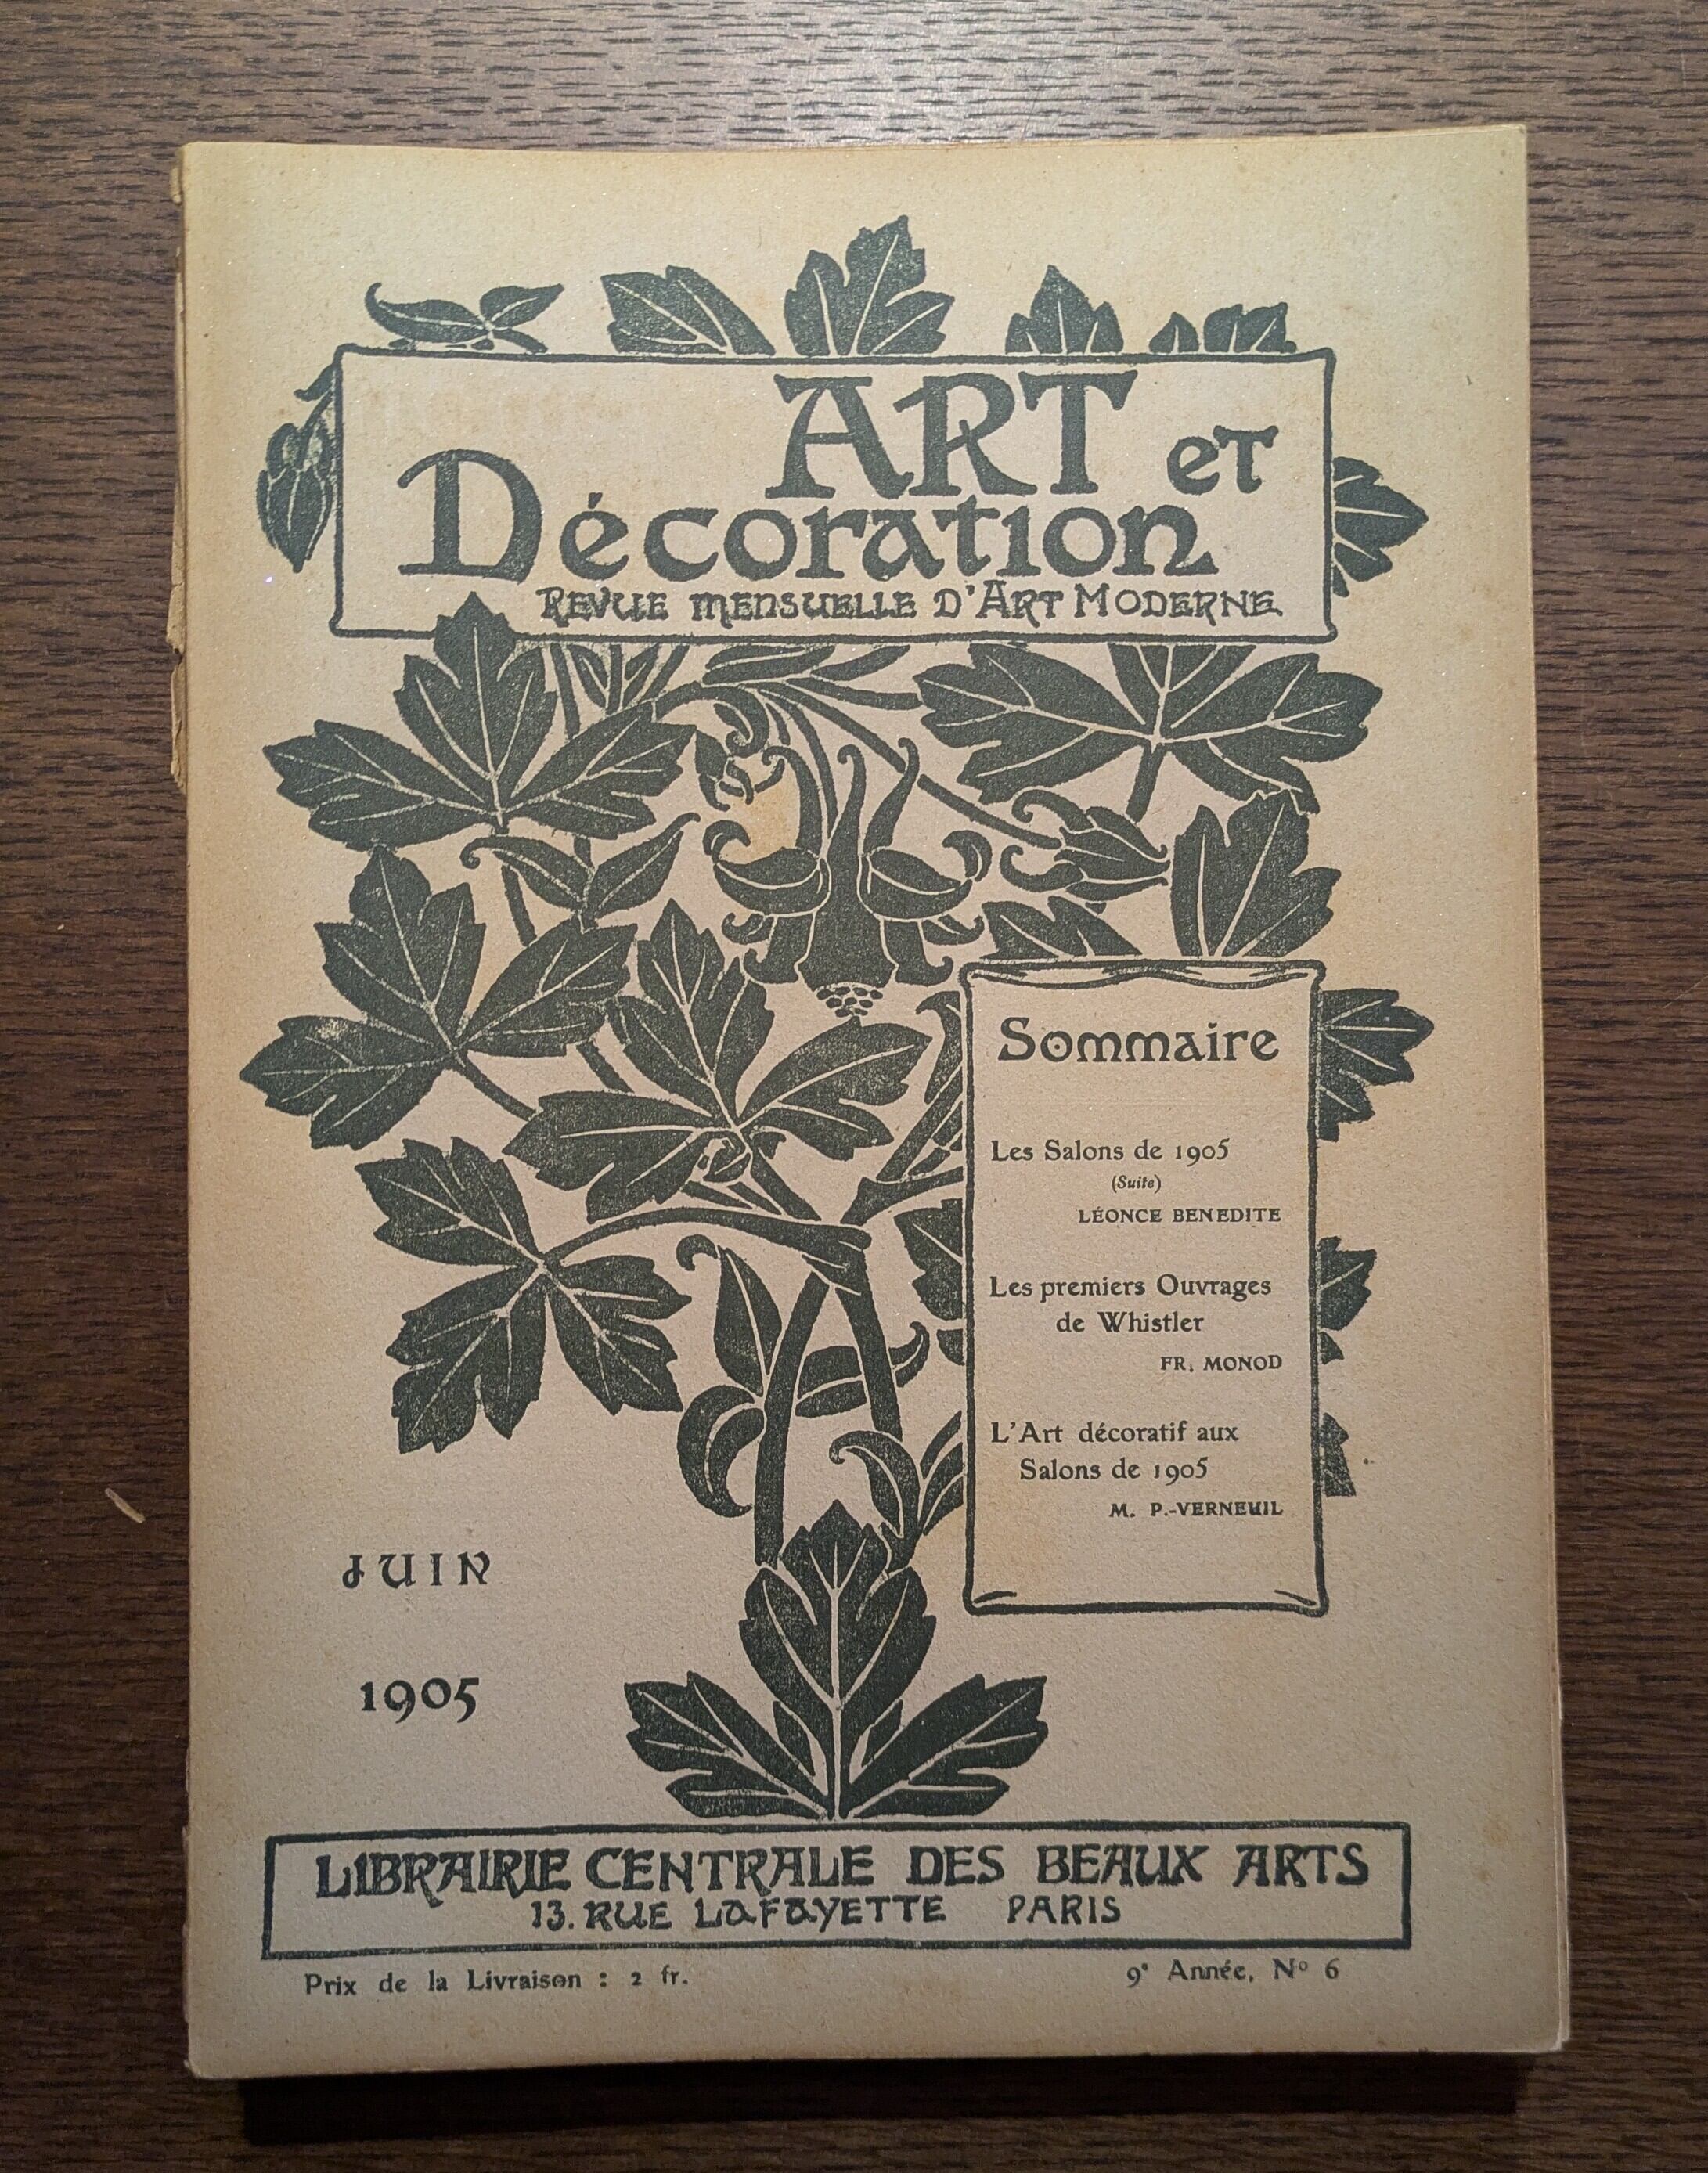 ART et
Décoration
Revue mensuelle d'Art Moderne
Sommaire
Les Salons de 1905
(Suite)
LÉONCE BENEDITE
Les premiers Ouvrages
de Whistler
FR. MONOD
L'Art décoratif aux
Salons de 1905
M. P.-VERNEUIL
JUIN
1905
LIBRAIRIE CENTRALE DES BEAUX ARTS
13. RUE LAFAYETTE PARIS
Prix de la Livraison : 2 fr.
9e Année, No 6